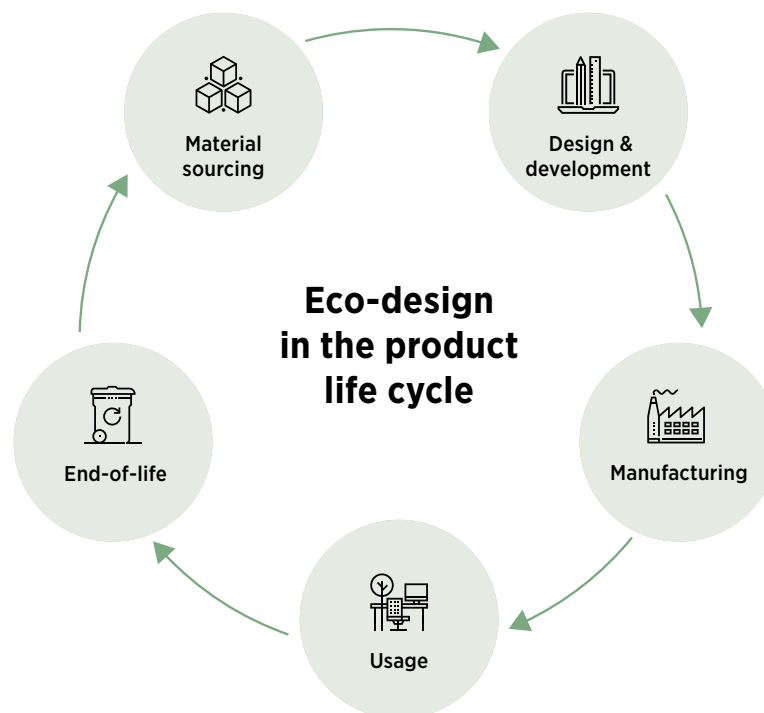 Material
sourcing
Design &
development
Eco-design
in the product
life cycle
End-of-life
Manufacturing
Usage